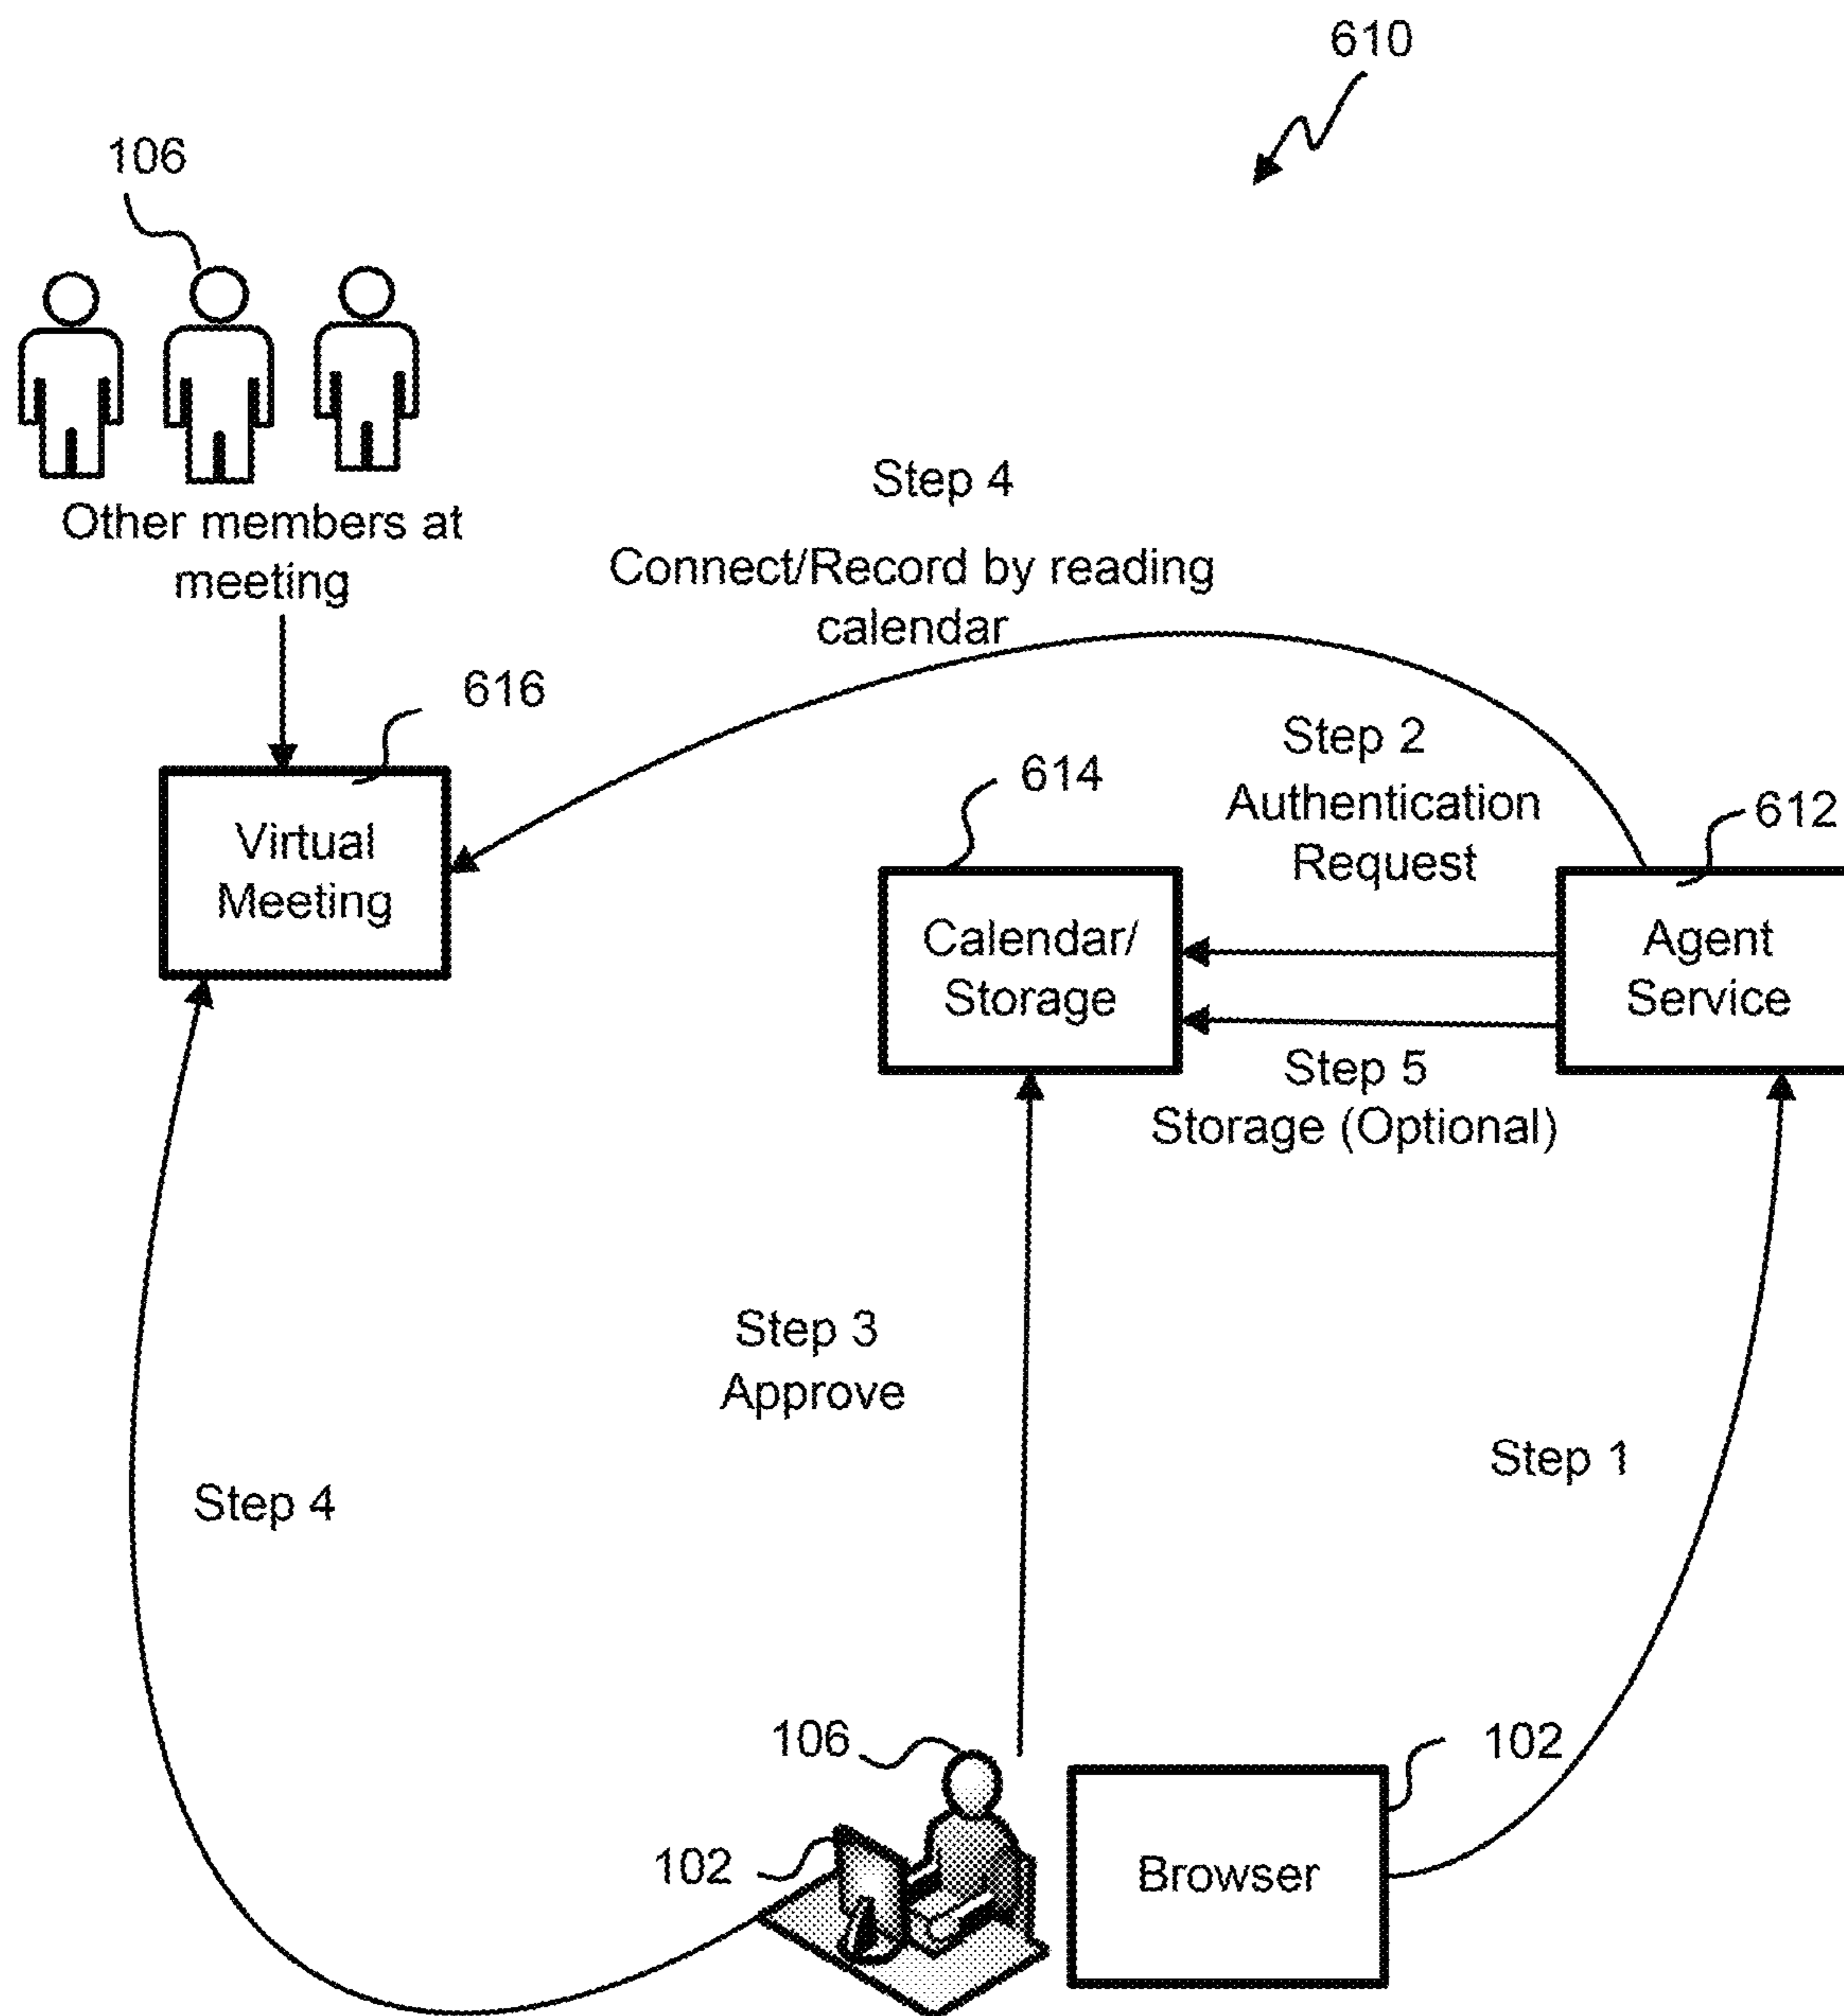 610
106
Other members at
meeting
Step 4
Connect/Record by reading
calendar
616
Virtual
Meeting
Step 2
Authentication
Request
614
612
Calendar/
Storage
Agent
Service
Step 5
Storage (Optional)
Step 3
Approve
Step 1
Step 4
106
102
102
Browser